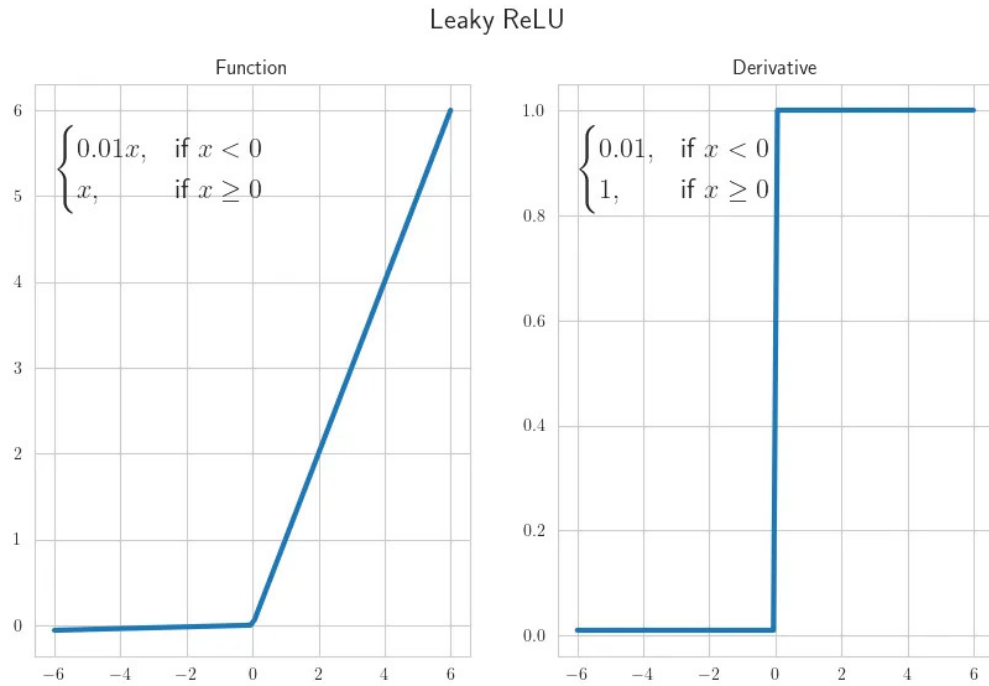 Leaky ReLU
Function
6
5
4
3
2
1
0
−6 −4 −2 0 2 4 6
0.01x, if x < 0
x, if x ≥ 0
Derivative
1.0
0.8
0.6
0.4
0.2
0.0
−6 −4 −2 0 2 4 6
0.01, if x < 0
1, if x ≥ 0